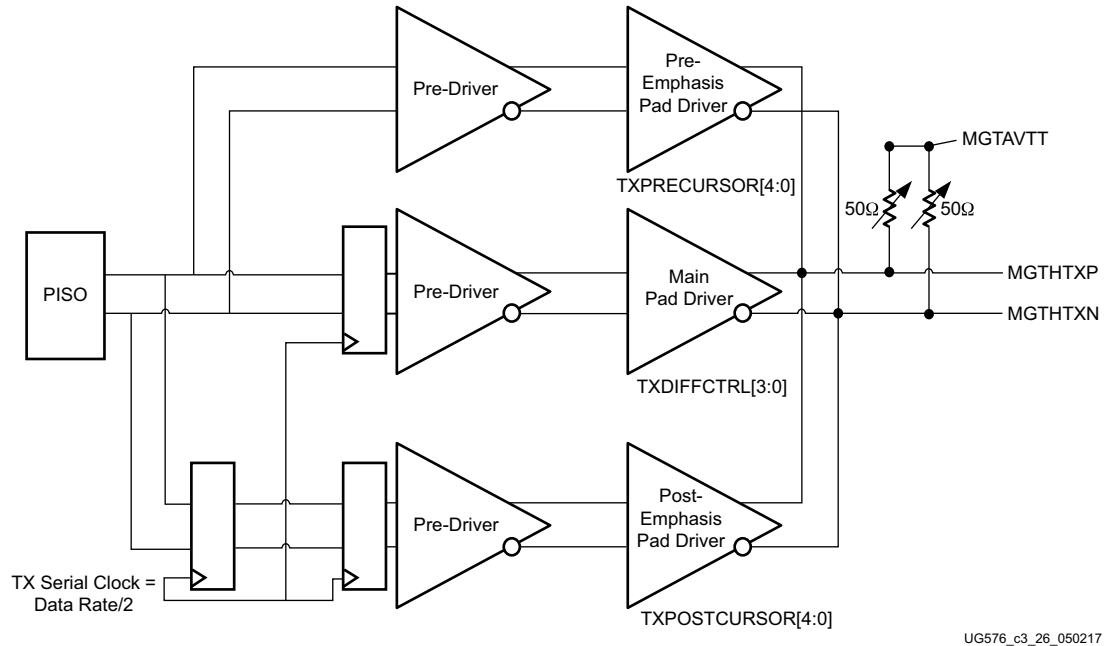 Pre-Driver
Pre-
Emphasis
Pad Driver
MGTAVTT
TXPRECURSOR[4:0]
50Ω
50Ω
PISO
Pre-Driver
Main
Pad Driver
MGTHTXP
MGTHTXN
TXDIFFCTRL[3:0]
Pre-Driver
Post-
Emphasis
Pad Driver
TX Serial Clock =
Data Rate/2
TXPOSTCURSOR[4:0]
UG576_c3_26_050217